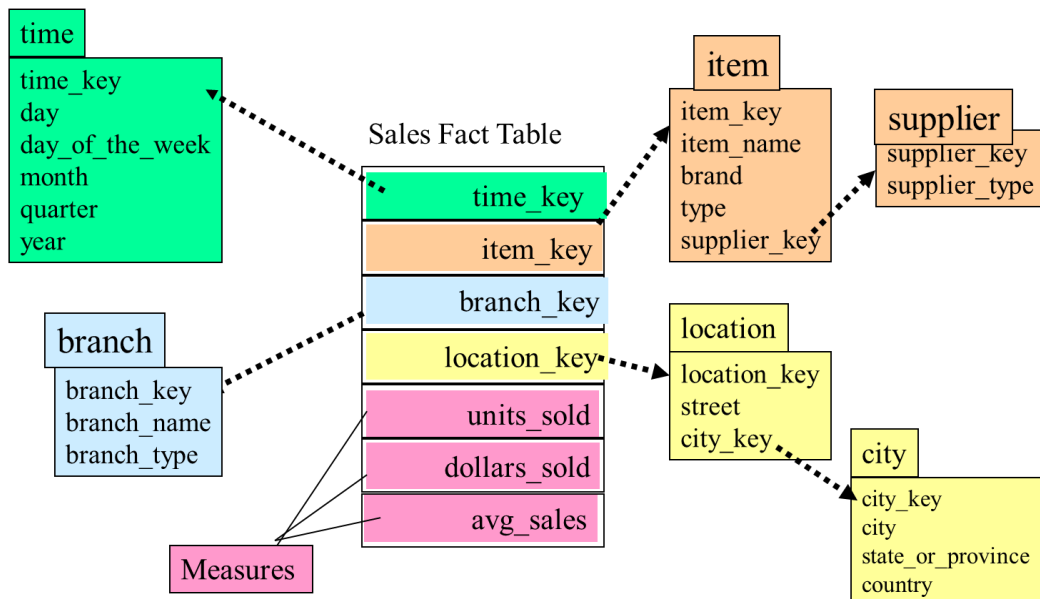 time
time_key
day
day_of_the_week
month
quarter
year
branch
branch_key
branch_name
branch_type
Sales Fact Table
time_key
item_key
branch_key
location_key
units_sold
dollars_sold
avg_sales
Measures
item
item_key
item_name
brand
type
supplier_key
supplier
supplier_key
supplier_type
location
location_key
street
city_key
city
city_key
city
state_or_province
country